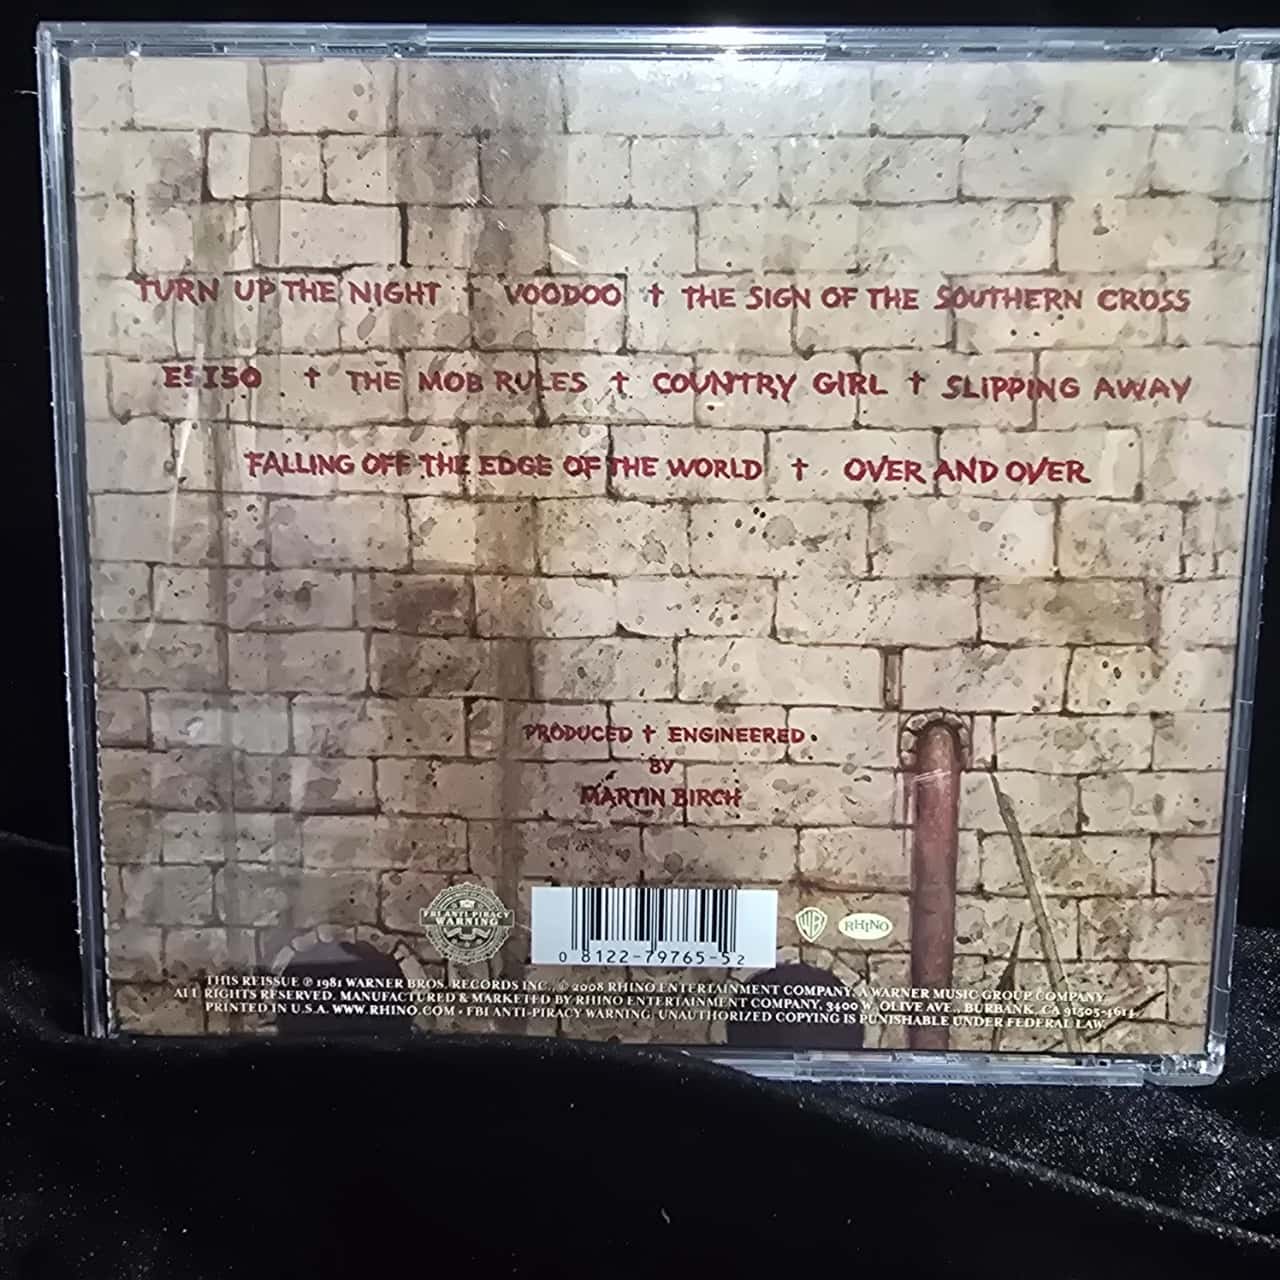 TURN UP THE NIGHT † VOODOO † THE SIGN OF THE SOUTHERN CROSS
E5150 † THE MOB RULES † COUNTRY GIRL † SLIPPING AWAY
FALLING OFF THE EDGE OF THE WORLD † OVER AND OVER
PRODUCED † ENGINEERED
BY
MARTIN BIRCH
FBI ANTI-PIRACY
WARNING
0 8122-79765-5 2
WB
RHINO
THIS REISSUE ℗ 1981 WARNER BROS. RECORDS INC., © 2008 RHINO ENTERTAINMENT COMPANY, A WARNER MUSIC GROUP COMPANY.
ALL RIGHTS RESERVED. MANUFACTURED & MARKETED BY RHINO ENTERTAINMENT COMPANY, 3400 W. OLIVE AVE., BURBANK, CA 91505-4614.
PRINTED IN U.S.A. WWW.RHINO.COM • FBI ANTI-PIRACY WARNING: UNAUTHORIZED COPYING IS PUNISHABLE UNDER FEDERAL LAW.